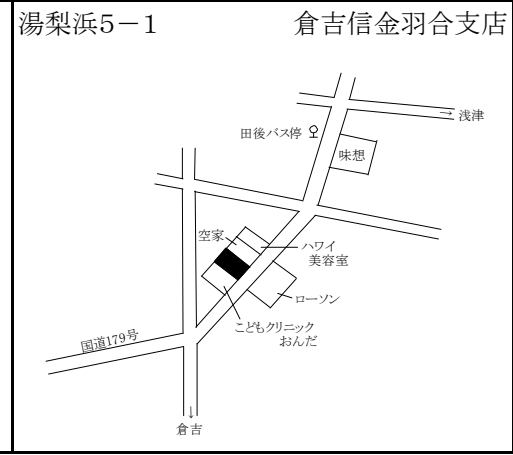 湯梨浜5-1
倉吉信金羽合支店
→ 浅津
田後バス停
味想
空家
ハワイ
美容室
ローソン
こどもクリニック
おんだ
国道179号
↓
倉吉